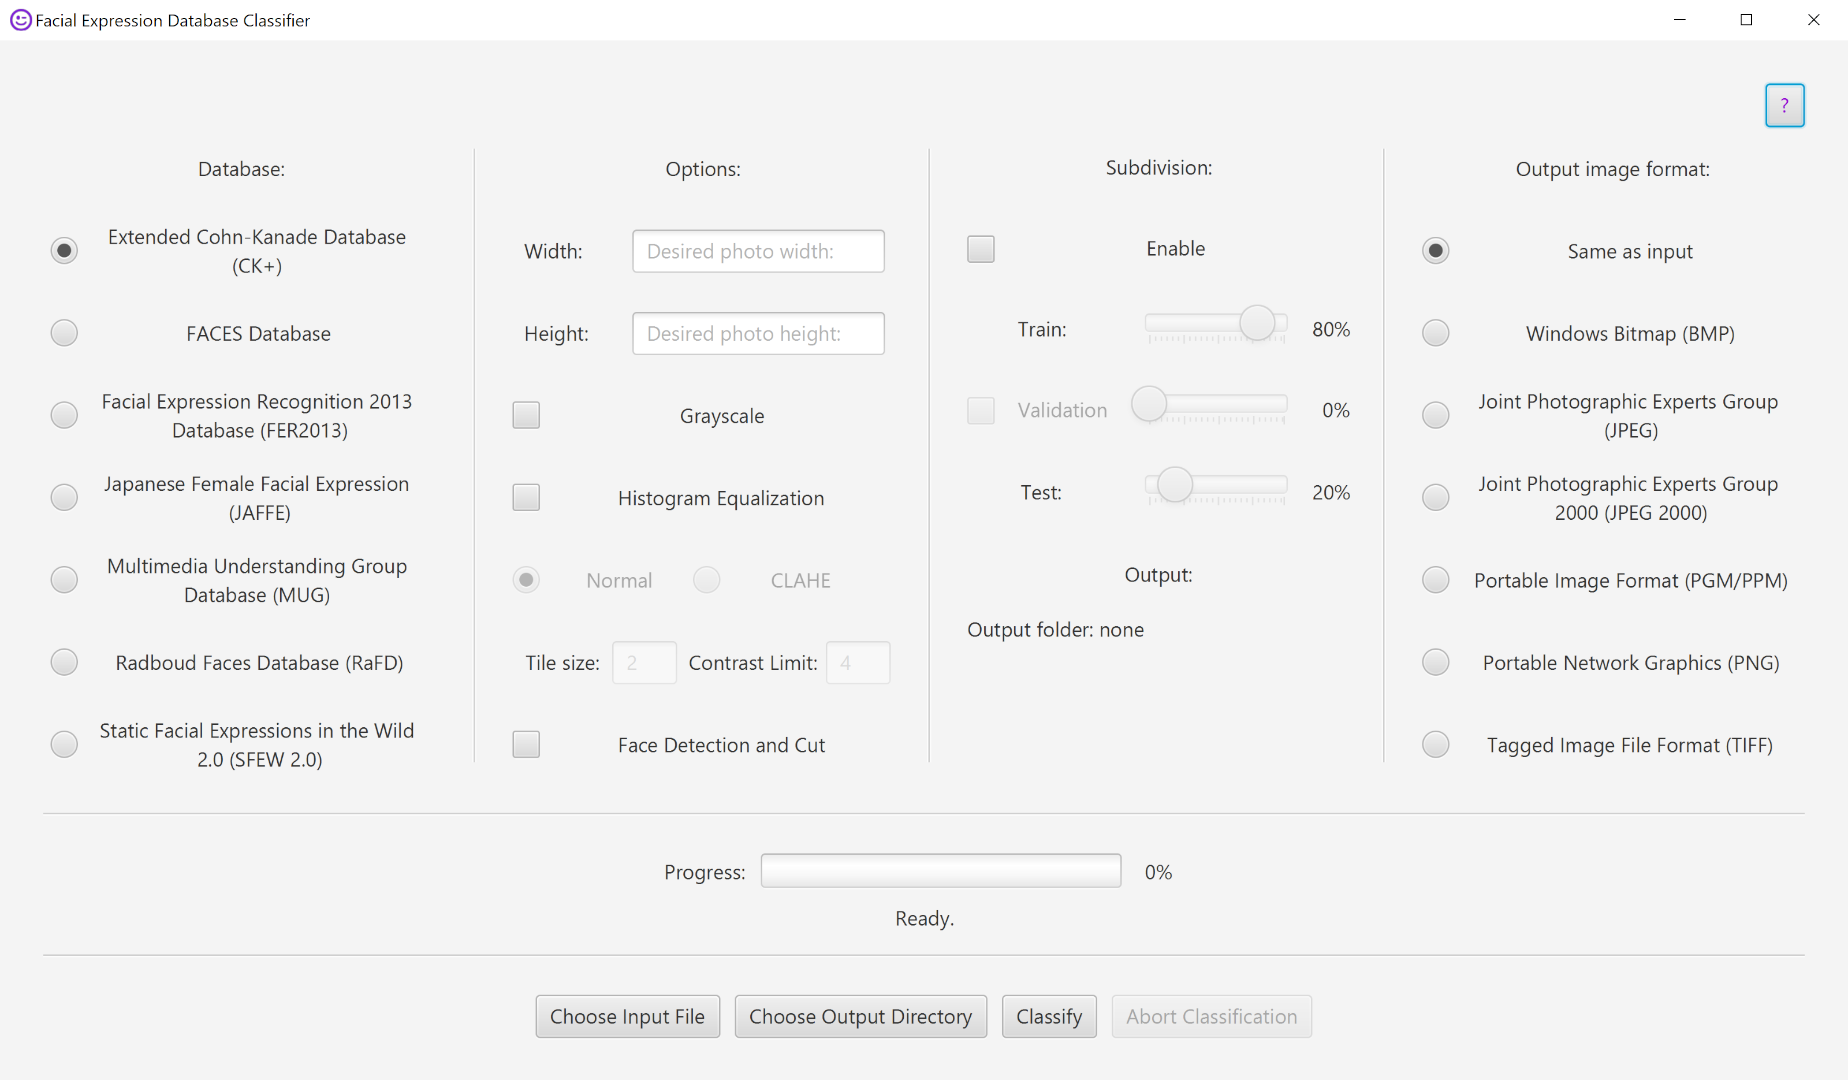 Facial Expression Database Classifier
?
Database:
Extended Cohn-Kanade Database
(CK+)
FACES Database
Facial Expression Recognition 2013
Database (FER2013)
Japanese Female Facial Expression
(JAFFE)
Multimedia Understanding Group
Database (MUG)
Radboud Faces Database (RaFD)
Static Facial Expressions in the Wild
2.0 (SFEW 2.0)
Options:
Width: Desired photo width:
Height: Desired photo height:
Grayscale
Histogram Equalization
Normal CLAHE
Tile size: 2 Contrast Limit: 4
Face Detection and Cut
Subdivision:
Enable
Train: 80%
Validation 0%
Test: 20%
Output:
Output folder: none
Output image format:
Same as input
Windows Bitmap (BMP)
Joint Photographic Experts Group
(JPEG)
Joint Photographic Experts Group
2000 (JPEG 2000)
Portable Image Format (PGM/PPM)
Portable Network Graphics (PNG)
Tagged Image File Format (TIFF)
Progress: 0%
Ready.
Choose Input File Choose Output Directory Classify Abort Classification